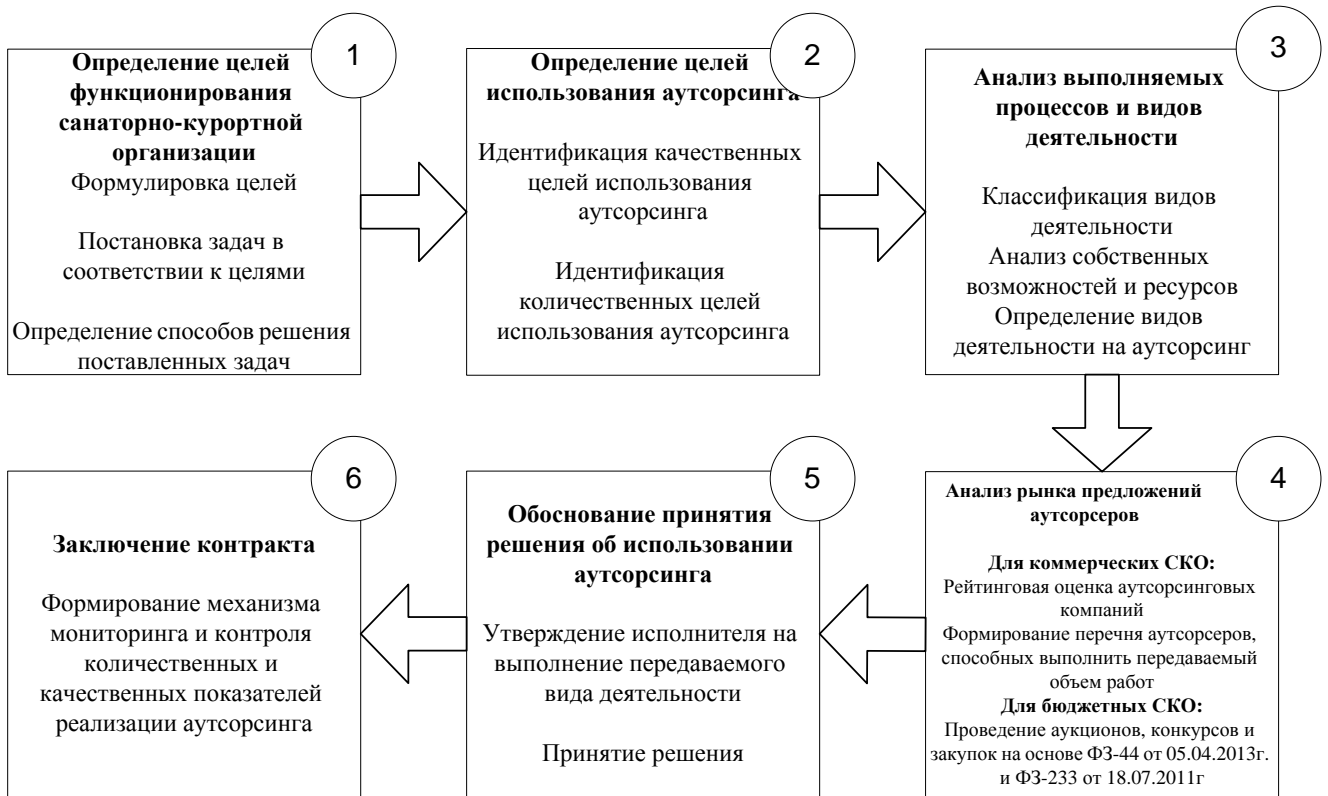 1
Определение целей
функционирования
санаторно-курортной
организации
Формулировка целей
Постановка задач в
соответствии к целями
Определение способов решения
поставленных задач
2
Определение целей
использования аутсорсинга
Идентификация качественных
целей использования
аутсорсинга
Идентификация
количественных целей
использования аутсорсинга
3
Анализ выполняемых
процессов и видов
деятельности
Классификация видов
деятельности
Анализ собственных
возможностей и ресурсов
Определение видов
деятельности на аутсорсинг
4
Анализ рынка предложений
аутсорсеров
Для коммерческих СКО:
Рейтинговая оценка аутсорсинговых
компаний
Формирование перечня аутсорсеров,
способных выполнить передаваемый
объем работ
Для бюджетных СКО:
Проведение аукционов, конкурсов и
закупок на основе ФЗ-44 от 05.04.2013г.
и ФЗ-233 от 18.07.2011г
5
Обоснование принятия
решения об использовании
аутсорсинга
Утверждение исполнителя на
выполнение передаваемого
вида деятельности
Принятие решения
6
Заключение контракта
Формирование механизма
мониторинга и контроля
количественных и
качественных показателей
реализации аутсорсинга